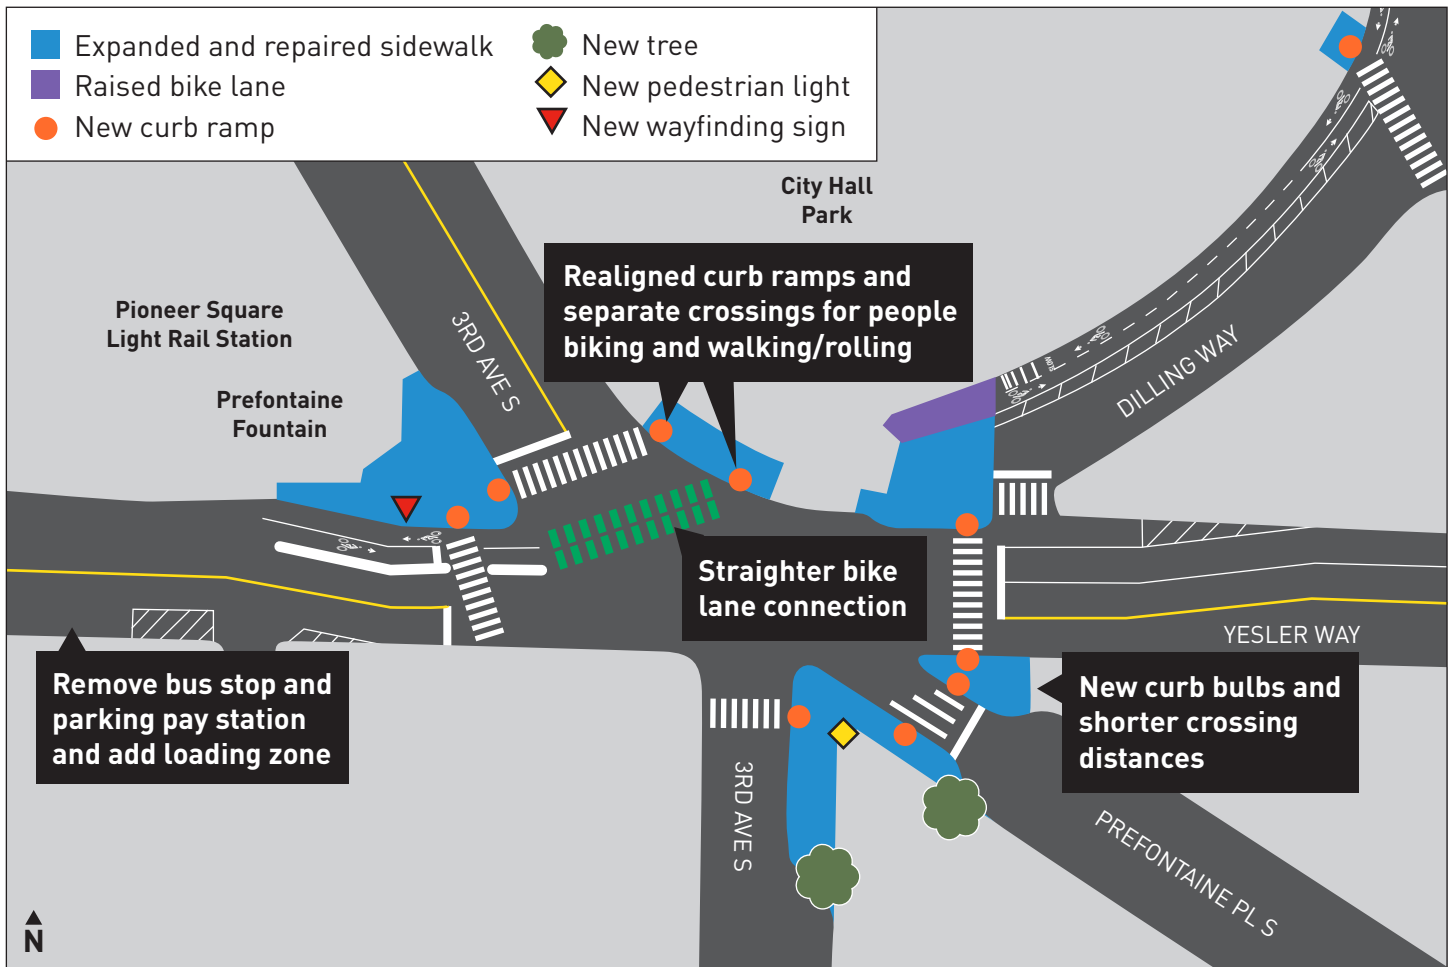 Expanded and repaired sidewalk
Raised bike lane
New curb ramp
New tree
New pedestrian light
New wayfinding sign
City Hall
Park
Realigned curb ramps and
separate crossings for people
biking and walking/rolling
Pioneer Square
Light Rail Station
3RD AVE S
Prefontaine
Fountain
SLOW
DILLING WAY
Straighter bike
lane connection
YESLER WAY
Remove bus stop and
parking pay station
and add loading zone
New curb bulbs and
shorter crossing
distances
3RD AVE S
PREFONTAINE PL S
N